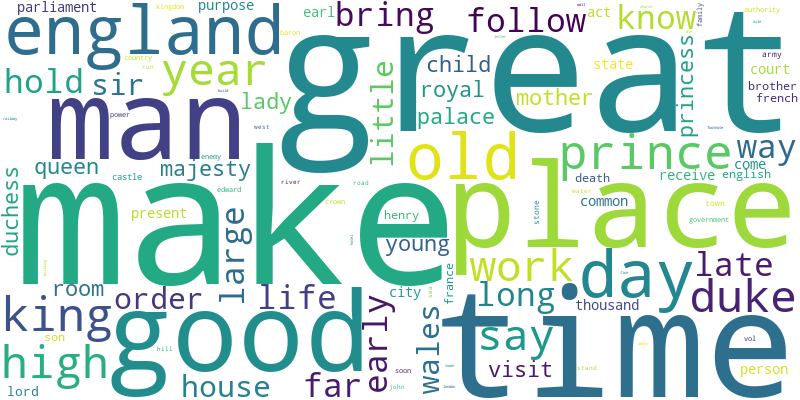 parliament kingdom purpose earl bring follow act know family authority
england great
country baron year child state army court
hold sir run lady little royal mother princess brother french
man power build palace west
railway queen enemy majesty old prince way
castle death receive english come
duchess make edward river road place common water town
present crown henry stone government
large young
room order life city france work day late
king good long thousand duke
son early wales time say
high hill soon visit vol person
lord house far john london stand